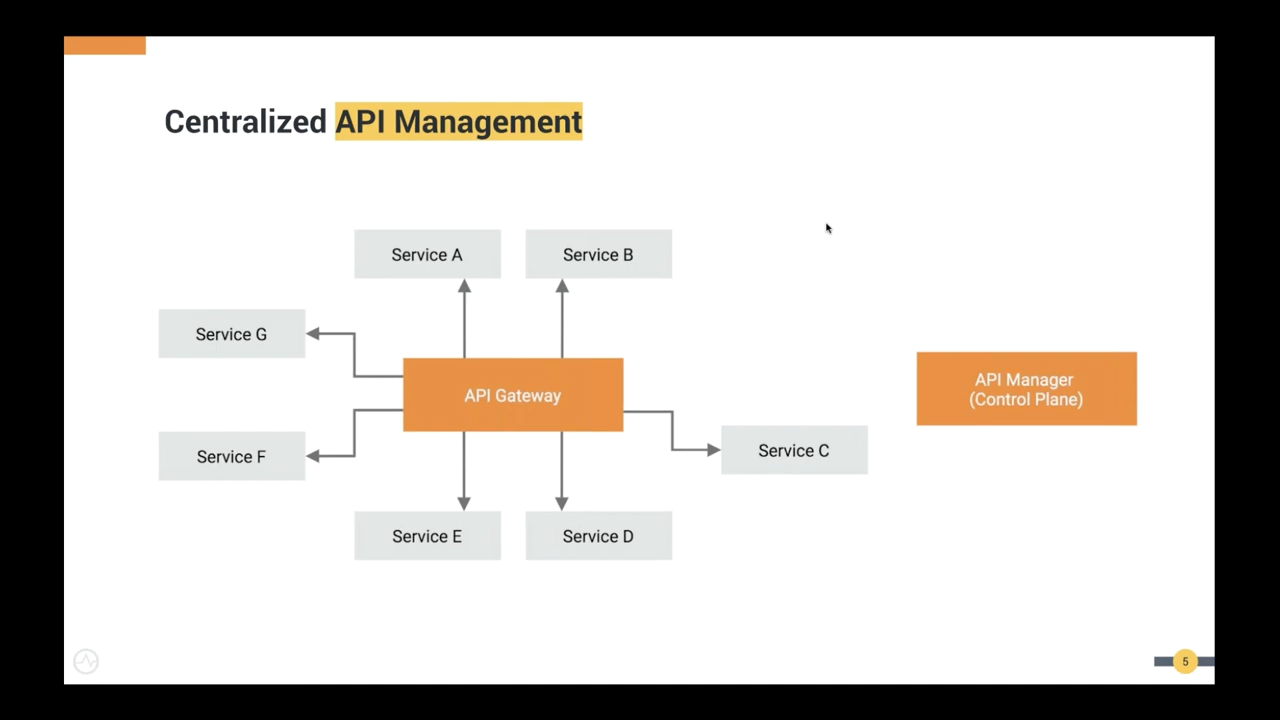 Centralized API Management
Service A
Service B
Service G
API Gateway
API Manager
(Control Plane)
Service F
Service C
Service E
Service D
5